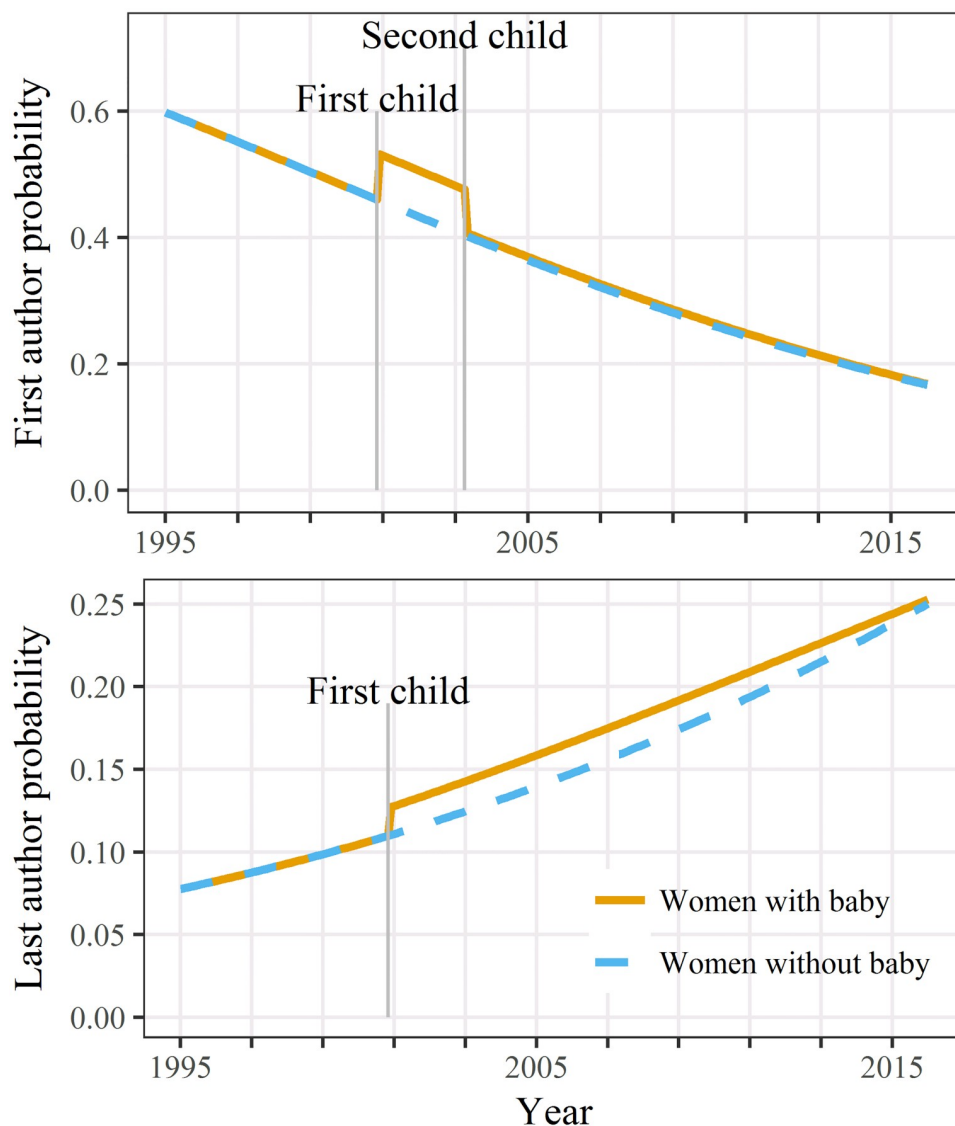 Second child
First child
First author probability
0.6
0.4
0.2
0.0
1995
2005
2015
First child
Last author probability
0.25
0.20
0.15
0.10
0.05
0.00
Women with baby
Women without baby
1995
2005
2015
Year